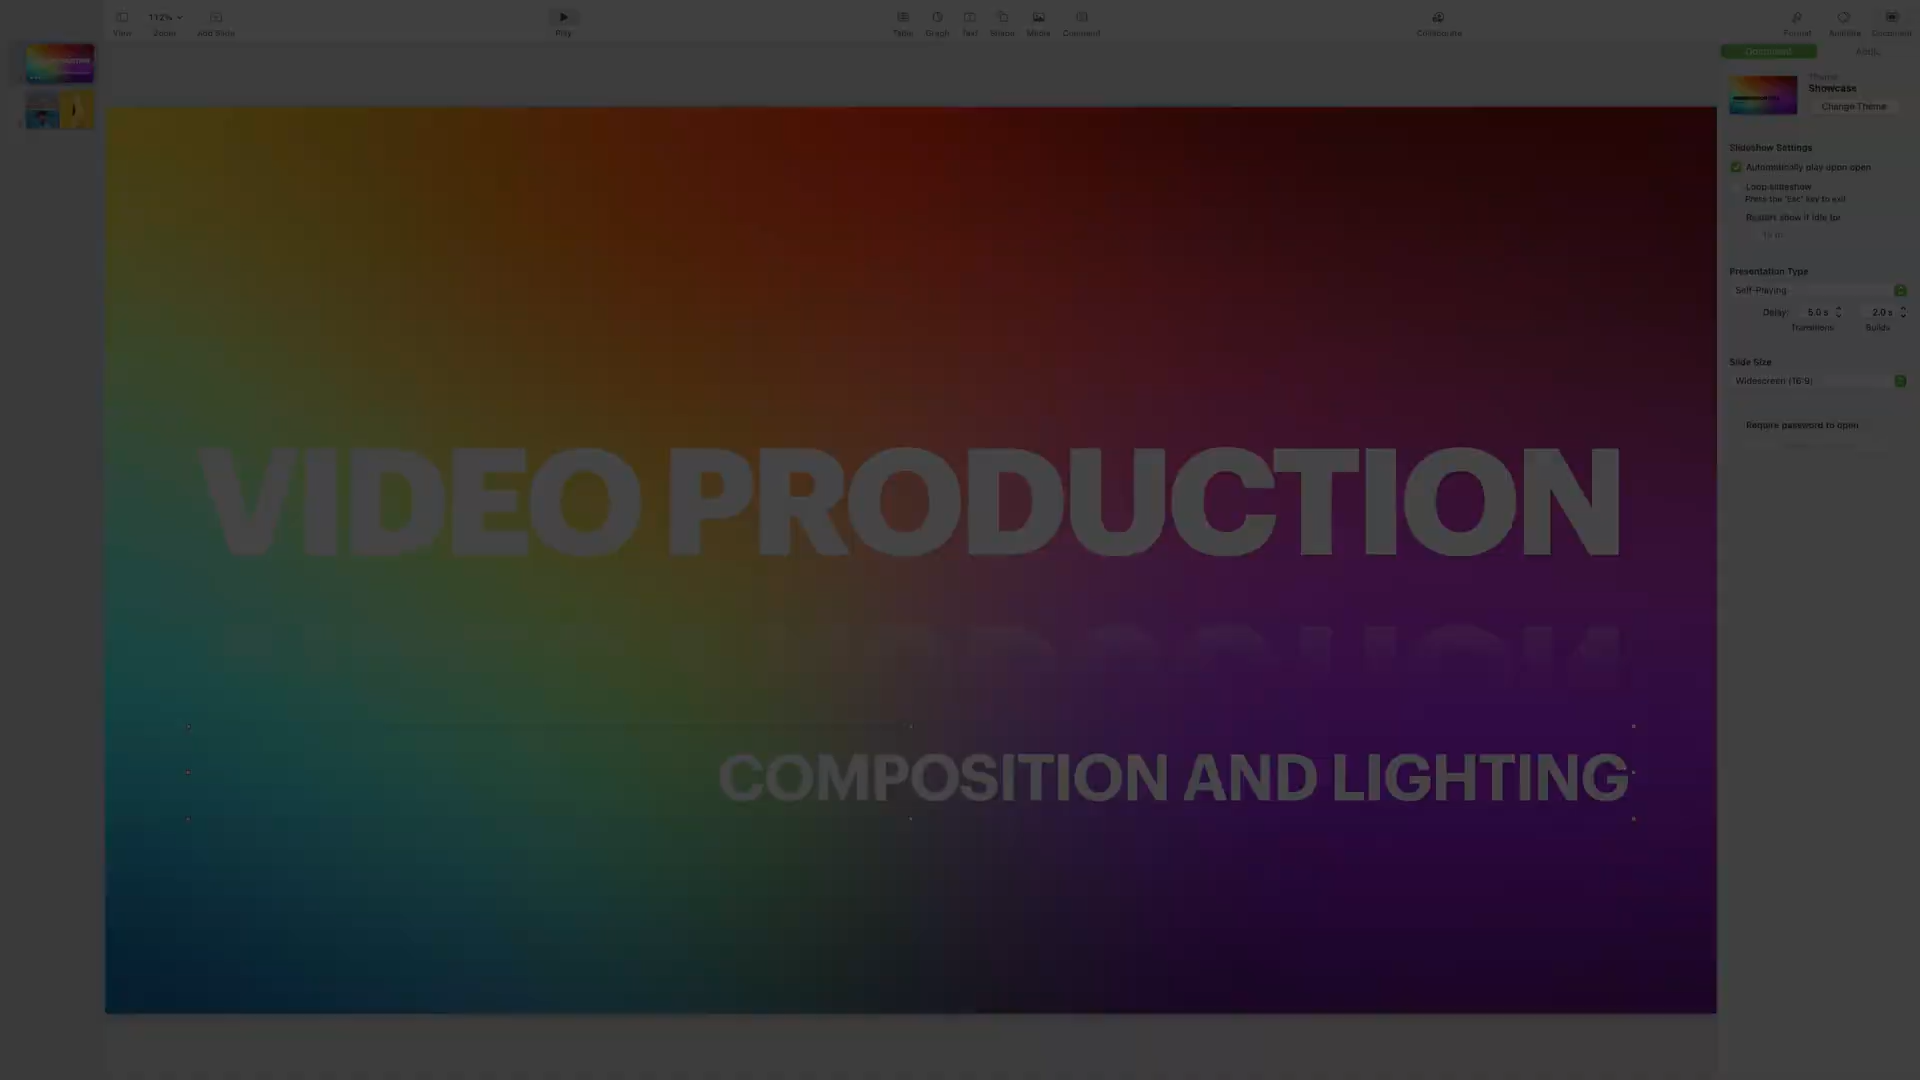 112%
View
Zoom
Add Slide
Play
Table
Graph
Text
Shape
Media
Comment
Collaborate
Format
Animate
Document
Document
Audio
Theme
Showcase
Change Theme
Slideshow Settings
Automatically play upon open
Loop slideshow
Press the "Esc" key to exit
Restart show if idle for
15 m
Presentation Type
Self-Playing
Delay: 5.0 s 2.0 s
Transitions Builds
Slide Size
Widescreen (16:9)
Require password to open
VIDEO PRODUCTION
COMPOSITION AND LIGHTING